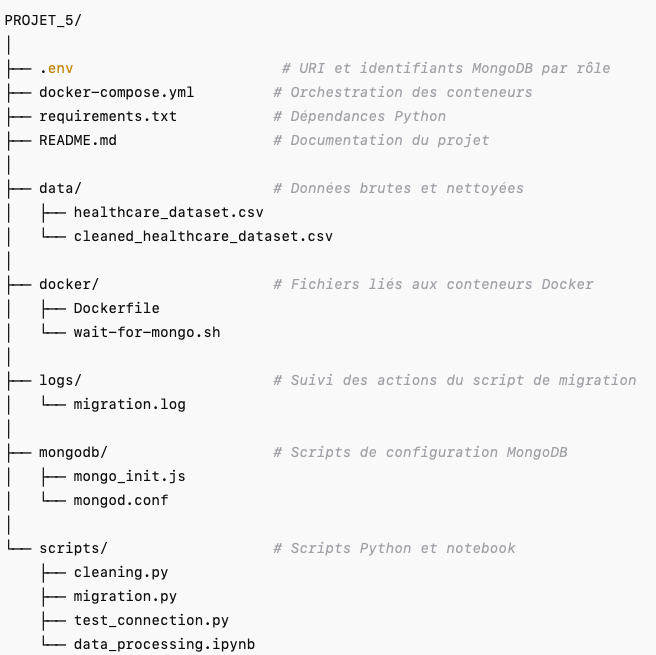 PROJET_5/
│
├── .env                        # URI et identifiants MongoDB par rôle
├── docker-compose.yml         # Orchestration des conteneurs
├── requirements.txt           # Dépendances Python
├── README.md                  # Documentation du projet
│
├── data/                      # Données brutes et nettoyées
│   ├── healthcare_dataset.csv
│   └── cleaned_healthcare_dataset.csv
│
├── docker/                    # Fichiers liés aux conteneurs Docker
│   ├── Dockerfile
│   └── wait-for-mongo.sh
│
├── logs/                      # Suivi des actions du script de migration
│   └── migration.log
│
├── mongodb/                   # Scripts de configuration MongoDB
│   ├── mongo_init.js
│   └── mongod.conf
│
└── scripts/                   # Scripts Python et notebook
    ├── cleaning.py
    ├── migration.py
    ├── test_connection.py
    └── data_processing.ipynb